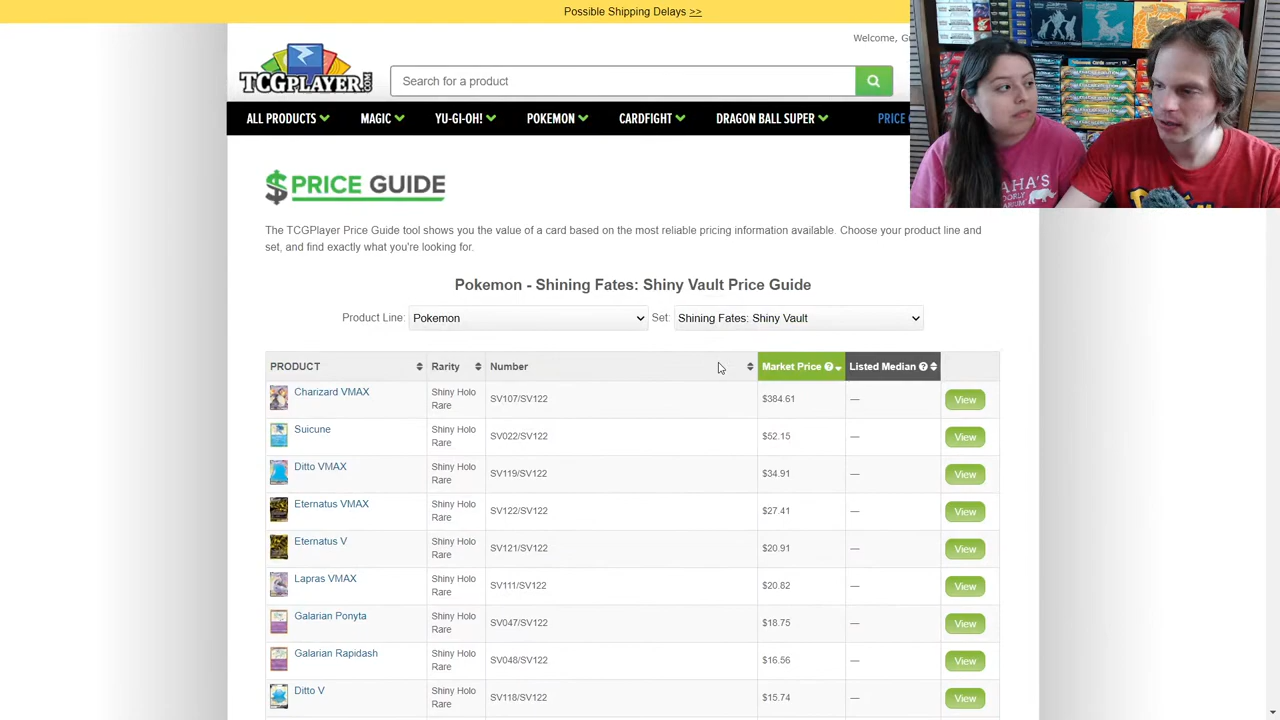 Possible Shipping Delays >>
Welcome, G
TCGPLAYER.COM
Search for a product
ALL PRODUCTS MAGIC YU-GI-OH! POKEMON CARDFIGHT DRAGON BALL SUPER PRICE
$ PRICE GUIDE
The TCGPlayer Price Guide tool shows you the value of a card based on the most reliable pricing information available. Choose your product line and
set, and find exactly what you're looking for.
Pokemon - Shining Fates: Shiny Vault Price Guide
Product Line: Pokemon Set: Shining Fates: Shiny Vault
PRODUCT Rarity Number Market Price ? Listed Median ?
Charizard VMAX Shiny Holo Rare SV107/SV122 $384.61 — View
Suicune Shiny Holo Rare SV022/SV122 $52.15 — View
Ditto VMAX Shiny Holo Rare SV119/SV122 $34.91 — View
Eternatus VMAX Shiny Holo Rare SV122/SV122 $27.41 — View
Eternatus V Shiny Holo Rare SV121/SV122 $20.91 — View
Lapras VMAX Shiny Holo Rare SV111/SV122 $20.82 — View
Galarian Ponyta Shiny Holo Rare SV047/SV122 $18.75 — View
Galarian Rapidash Shiny Holo Rare SV048/SV122 $16.56 — View
Ditto V Shiny Holo Rare SV118/SV122 $15.74 — View